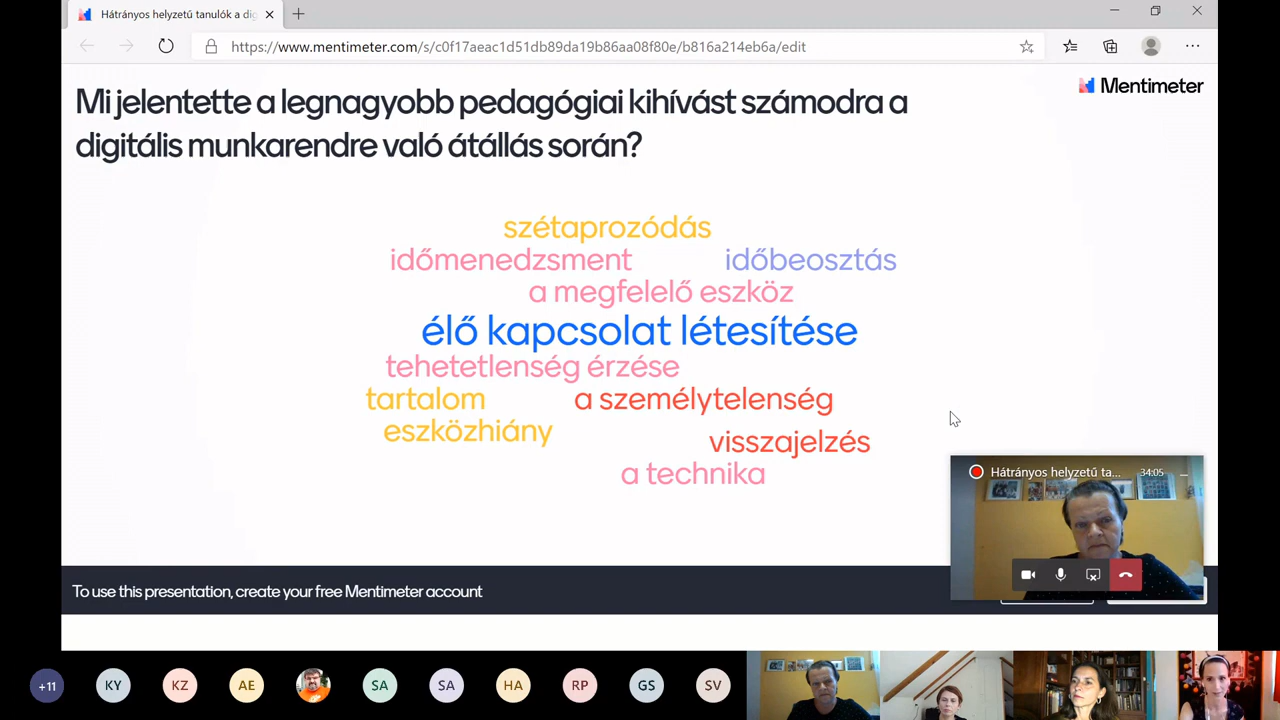 Hátrányos helyzetű tanulók a dig
https://www.mentimeter.com/s/c0f17aeac1d51db89da19b86aa08f80e/b816a214eb6a/edit
Mentimeter
Mi jelentette a legnagyobb pedagógiai kihívást számodra a
digitális munkarendre való átállás során?
szétaprozódás
időmenedzsment időbeosztás
a megfelelő eszköz
élő kapcsolat létesítése
tehetetlenség érzése
tartalom a személytelenség
eszközhiány visszajelzés
a technika
Hátrányos helyzetű ta... 34:05
To use this presentation, create your free Mentimeter account
+11 KY KZ AE SA SA HA RP GS SV